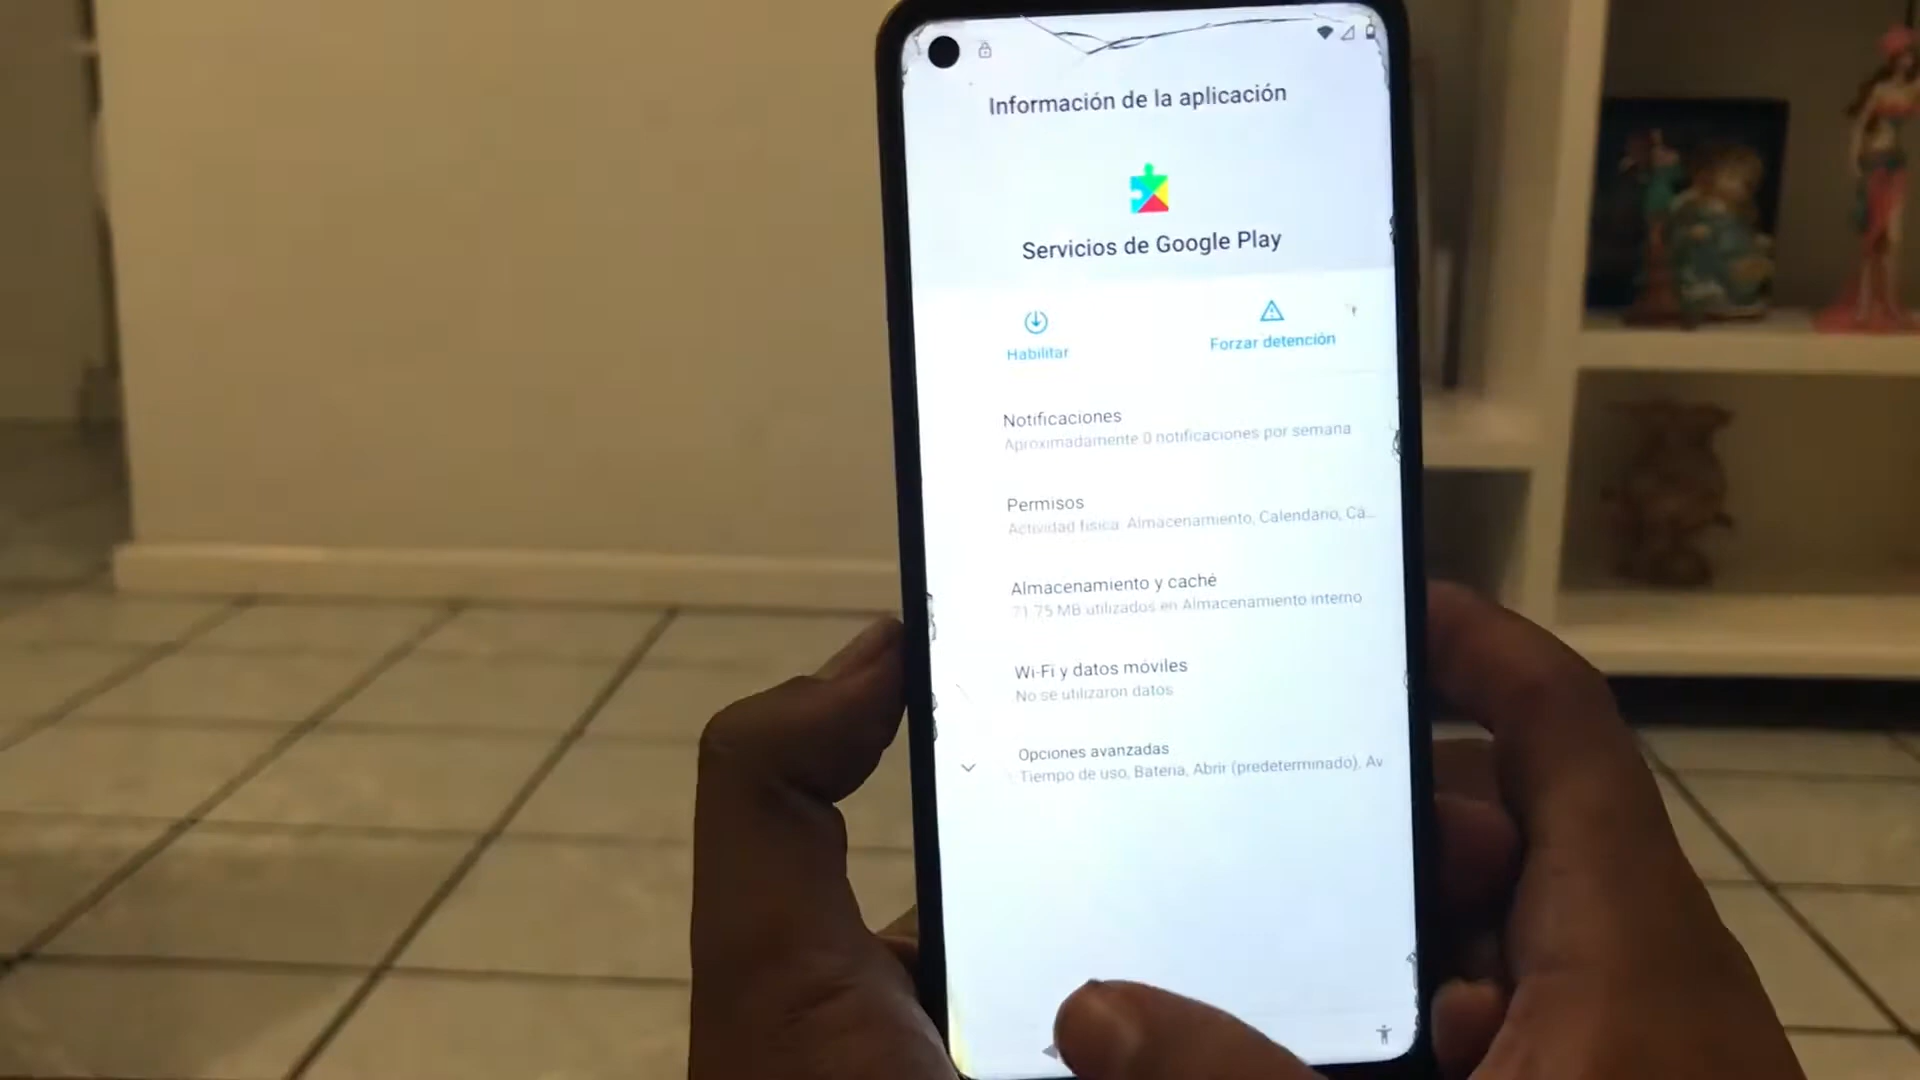 Información de la aplicación
Servicios de Google Play
Habilitar
Forzar detención
Notificaciones
Aproximadamente 0 notificaciones por semana
Permisos
Actividad física, Almacenamiento, Calendario, Cá...
Almacenamiento y caché
71.75 MB utilizados en Almacenamiento interno
Wi-Fi y datos móviles
No se utilizaron datos
Opciones avanzadas
Tiempo de uso, Batería, Abrir (predeterminado), Av